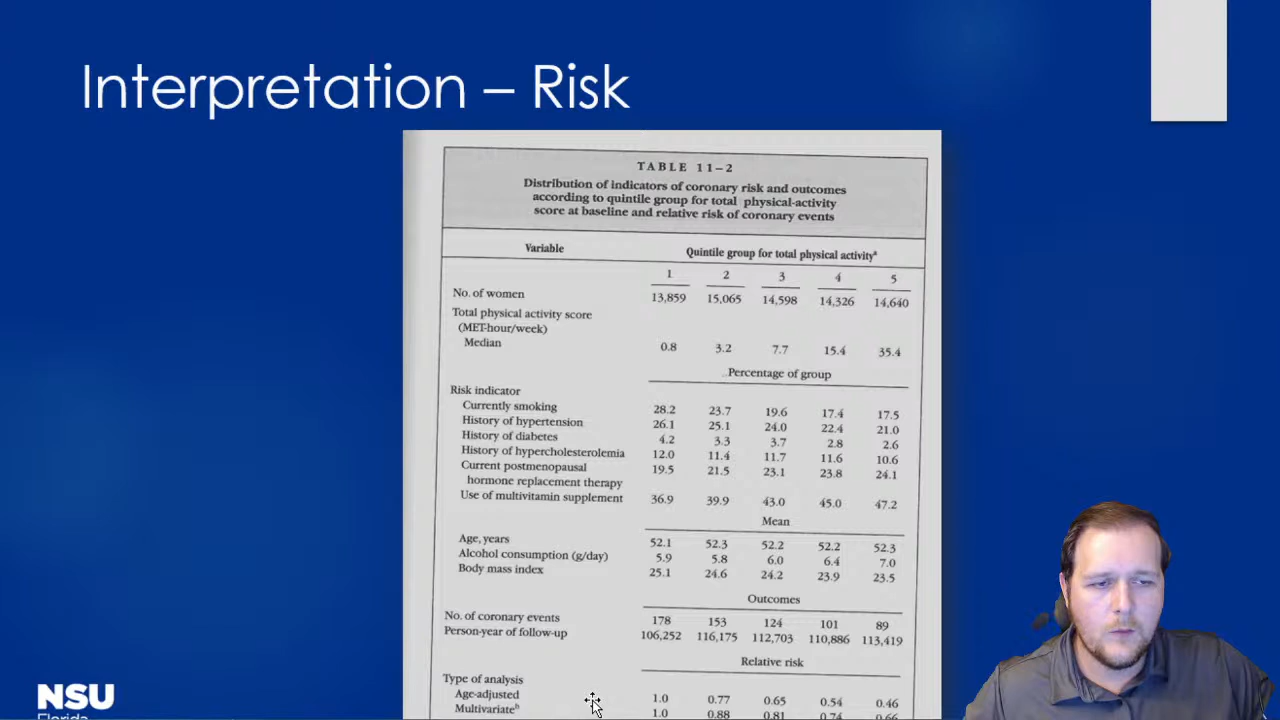 Interpretation – Risk
TABLE 11–2
Distribution of indicators of coronary risk and outcomes
according to quintile group for total physical-activity
score at baseline and relative risk of coronary events
Variable Quintile group for total physical activityᵃ
1 2 3 4 5
No. of women 13,859 15,065 14,598 14,326 14,640
Total physical activity score
(MET-hour/week)
Median 0.8 3.2 7.7 15.4 35.4
Percentage of group
Risk indicator
Currently smoking 28.2 23.7 19.6 17.4 17.5
History of hypertension 26.1 25.1 24.0 22.4 21.0
History of diabetes 4.2 3.3 3.7 2.8 2.6
History of hypercholesterolemia 12.0 11.4 11.7 11.6 10.6
Current postmenopausal 19.5 21.5 23.1 23.8 24.1
hormone replacement therapy
Use of multivitamin supplement 36.9 39.9 43.0 45.0 47.2
Mean
Age, years 52.1 52.3 52.2 52.2 52.3
Alcohol consumption (g/day) 5.9 5.8 6.0 6.4 7.0
Body mass index 25.1 24.6 24.2 23.9 23.5
Outcomes
No. of coronary events 178 153 124 101 89
Person-year of follow-up 106,252 116,175 112,703 110,886 113,419
Relative risk
Type of analysis
Age-adjusted 1.0 0.77 0.65 0.54 0.46
Multivariateᵇ 1.0 0.88 0.81 0.74 0.66
NSU
Florida